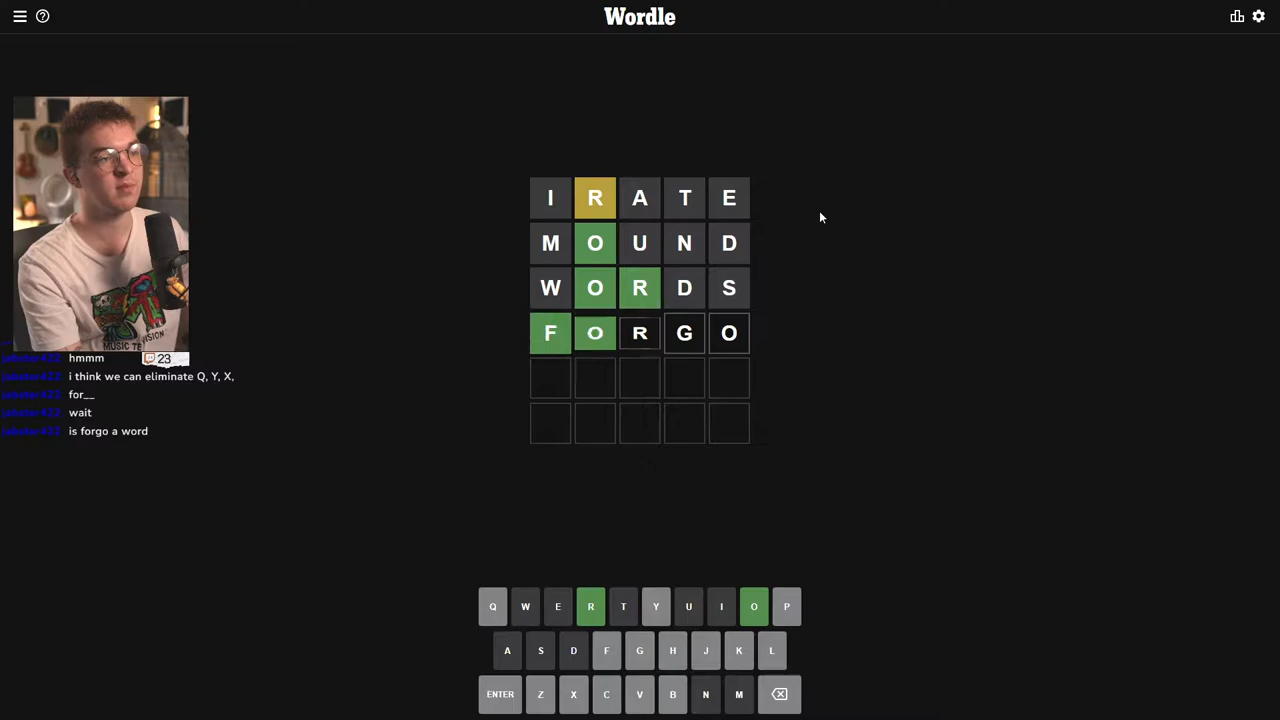 Wordle
I R A T E
M O U N D
W O R D S
F O R G O
23
hmmm
i think we can eliminate Q, Y, X,
for__
wait
is forgo a word
Q W E R T Y U I O P
A S D F G H J K L
ENTER Z X C V B N M